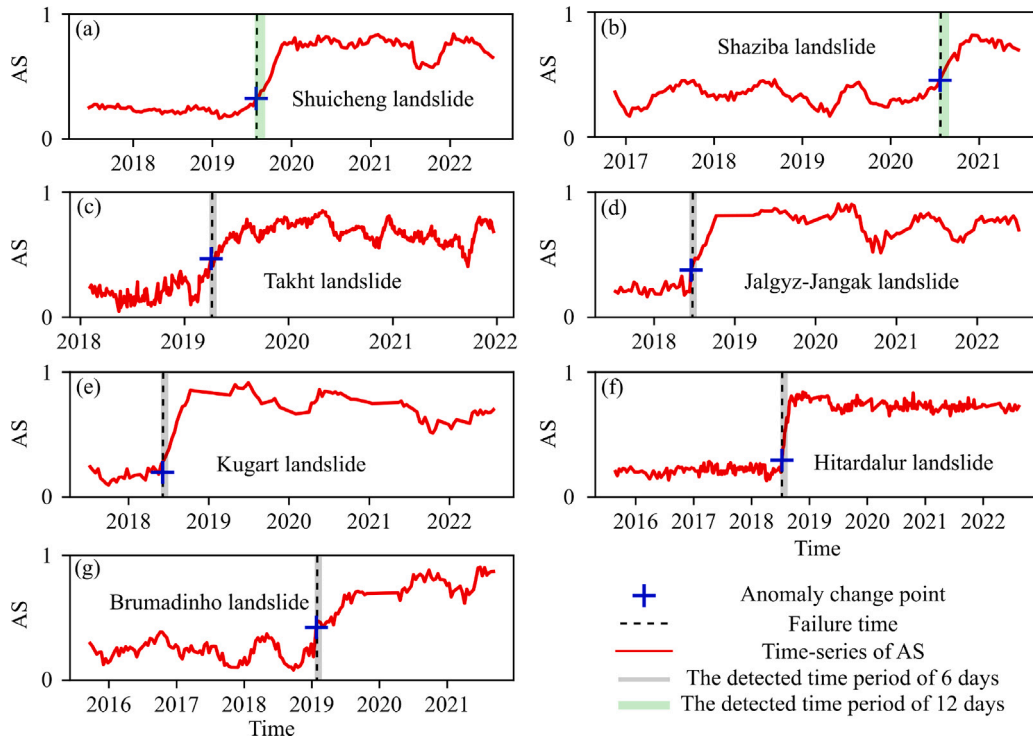 1
(a)
AS
Shuicheng landslide
0
2018 2019 2020 2021 2022
1
(b)
AS
Shaziba landslide
0
2017 2018 2019 2020 2021
1
(c)
AS
Takht landslide
0
2018 2019 2020 2021 2022
1
(d)
AS
Jalgyz-Jangak landslide
0
2018 2019 2020 2021 2022
1
(e)
AS
Kugart landslide
0
2018 2019 2020 2021 2022
1
(f)
AS
Hitardalur landslide
0
2016 2017 2018 2019 2020 2021 2022
Time
1
(g)
AS
Brumadinho landslide
0
2016 2017 2018 2019 2020 2021
Time
Anomaly change point
Failure time
Time-series of AS
The detected time period of 6 days
The detected time period of 12 days